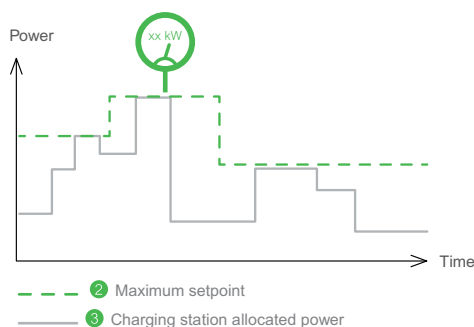 Power
xx kW
Time
2 Maximum setpoint
3 Charging station allocated power